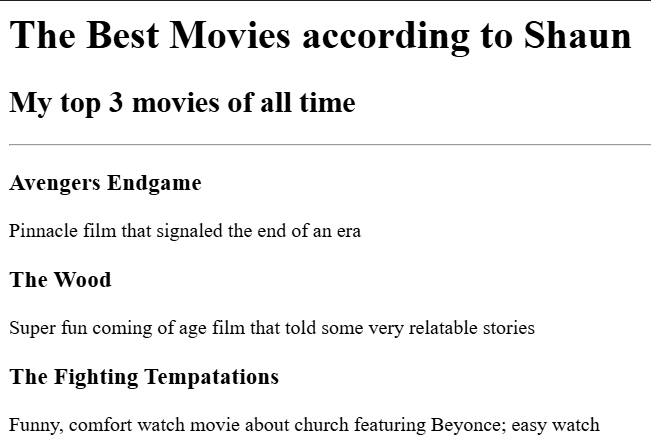 The Best Movies according to Shaun
My top 3 movies of all time
Avengers Endgame
Pinnacle film that signaled the end of an era
The Wood
Super fun coming of age film that told some very relatable stories
The Fighting Tempatations
Funny, comfort watch movie about church featuring Beyonce; easy watch